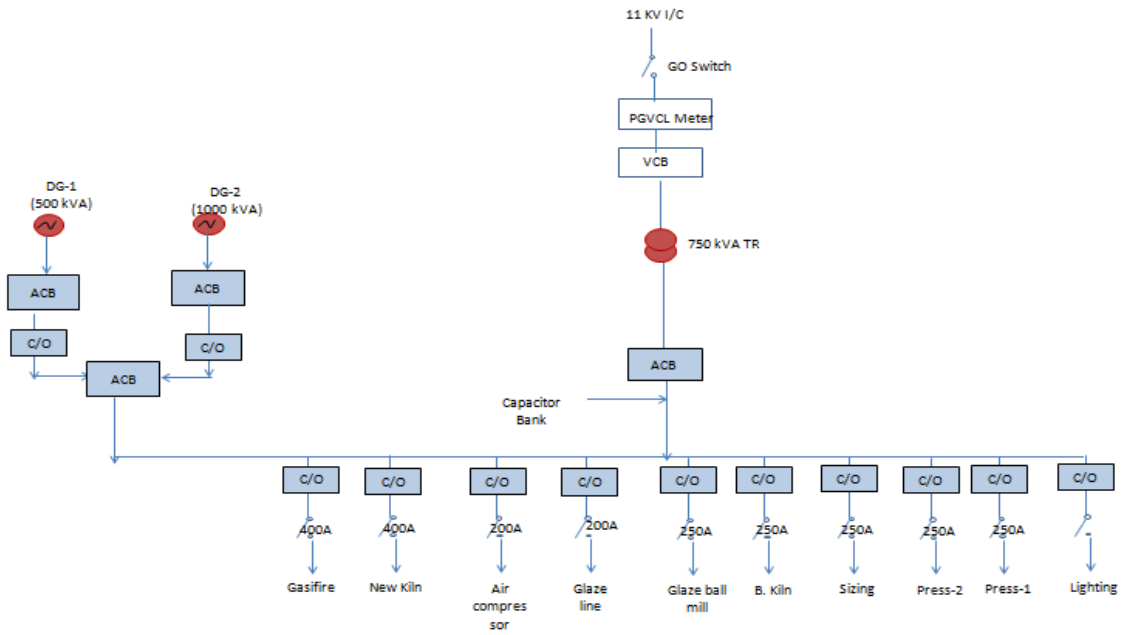 11 KV I/C
GO Switch
PGVCL Meter
VCB
DG-1
(500 kVA)
DG-2
(1000 kVA)
750 kVA TR
ACB
ACB
C/O
C/O
ACB
ACB
Capacitor
Bank
C/O
C/O
C/O
C/O
C/O
C/O
C/O
C/O
C/O
C/O
400A
400A
200A
200A
250A
250A
250A
250A
250A
Gasifire
New Kiln
Air
compres
sor
Glaze
line
Glaze ball
mill
B. Kiln
Sizing
Press-2
Press-1
Lighting